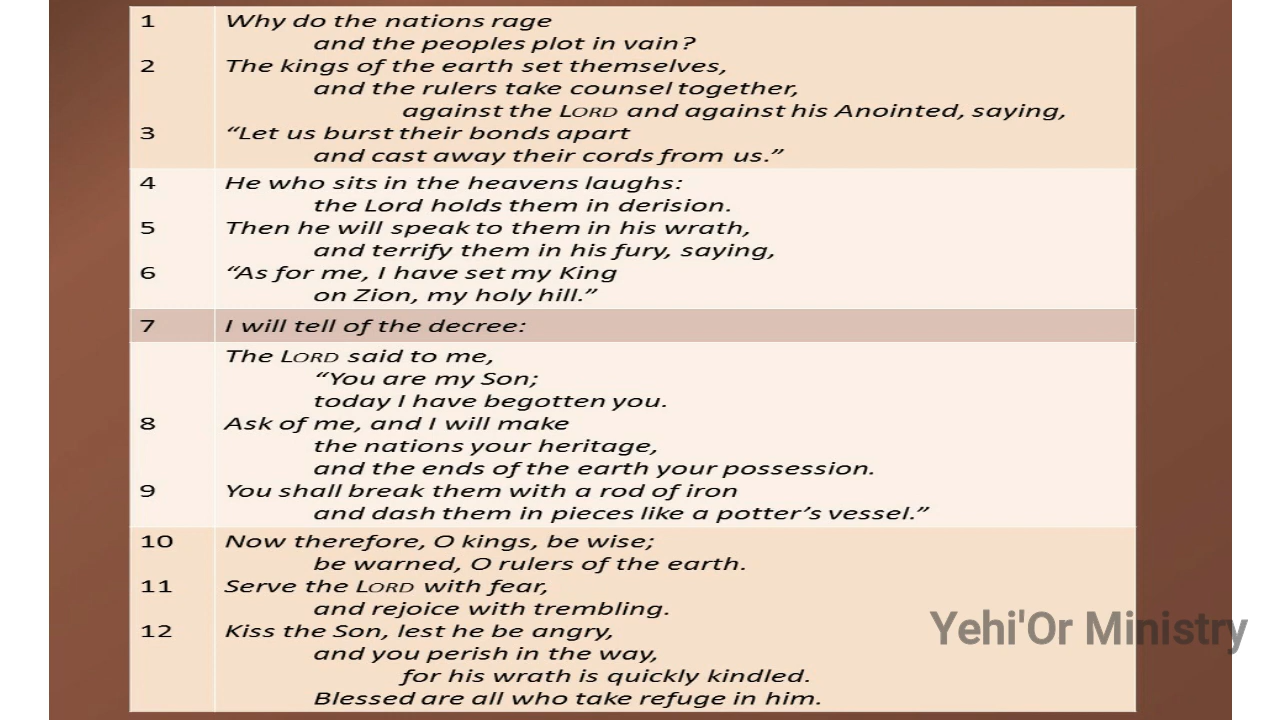 1 Why do the nations rage
and the peoples plot in vain?
2 The kings of the earth set themselves,
and the rulers take counsel together,
against the LORD and against his Anointed, saying,
3 “Let us burst their bonds apart
and cast away their cords from us.”
4 He who sits in the heavens laughs:
the Lord holds them in derision.
5 Then he will speak to them in his wrath,
and terrify them in his fury, saying,
6 “As for me, I have set my King
on Zion, my holy hill.”
7 I will tell of the decree:
The LORD said to me,
“You are my Son;
today I have begotten you.
8 Ask of me, and I will make
the nations your heritage,
and the ends of the earth your possession.
9 You shall break them with a rod of iron
and dash them in pieces like a potter’s vessel.”
10 Now therefore, O kings, be wise;
be warned, O rulers of the earth.
11 Serve the LORD with fear,
and rejoice with trembling.
12 Kiss the Son, lest he be angry,
and you perish in the way,
for his wrath is quickly kindled.
Blessed are all who take refuge in him.
Yehi'Or Ministry